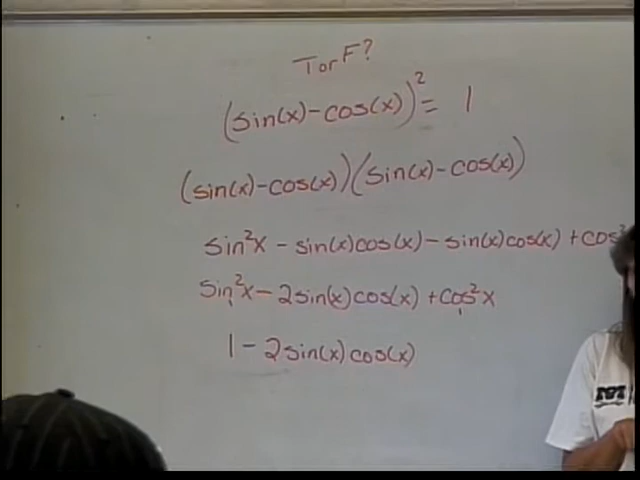 T or F?
(sin(x)-cos(x))² = 1
(sin(x)-cos(x))(sin(x)-cos(x))
sin²x - sin(x)cos(x) - sin(x)cos(x) + cos²
sin²x - 2sin(x)cos(x) + cos²x
1 - 2sin(x)cos(x)